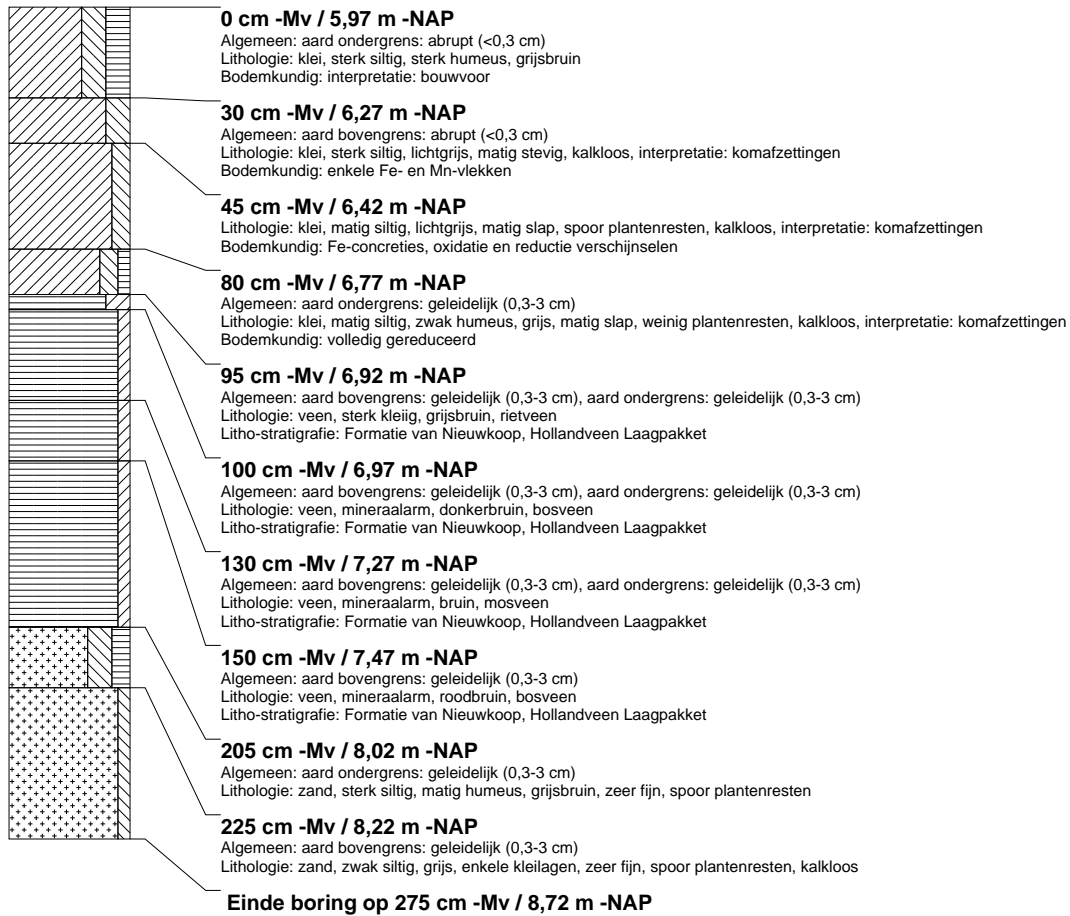 0 cm -Mv / 5,97 m -NAP
Algemeen: aard ondergrens: abrupt (<0,3 cm)
Lithologie: klei, sterk siltig, sterk humeus, grijsbruin
Bodemkundig: interpretatie: bouwvoor
30 cm -Mv / 6,27 m -NAP
Algemeen: aard bovengrens: abrupt (<0,3 cm)
Lithologie: klei, sterk siltig, lichtgrijs, matig stevig, kalkloos, interpretatie: komafzettingen
Bodemkundig: enkele Fe- en Mn-vlekken
45 cm -Mv / 6,42 m -NAP
Lithologie: klei, matig siltig, lichtgrijs, matig slap, spoor plantenresten, kalkloos, interpretatie: komafzettingen
Bodemkundig: Fe-concreties, oxidatie en reductie verschijnselen
80 cm -Mv / 6,77 m -NAP
Algemeen: aard ondergrens: geleidelijk (0,3-3 cm)
Lithologie: klei, matig siltig, zwak humeus, grijs, matig slap, weinig plantenresten, kalkloos, interpretatie: komafzettingen
Bodemkundig: volledig gereduceerd
95 cm -Mv / 6,92 m -NAP
Algemeen: aard bovengrens: geleidelijk (0,3-3 cm), aard ondergrens: geleidelijk (0,3-3 cm)
Lithologie: veen, sterk kleiig, grijsbruin, rietveen
Litho-stratigrafie: Formatie van Nieuwkoop, Hollandveen Laagpakket
100 cm -Mv / 6,97 m -NAP
Algemeen: aard bovengrens: geleidelijk (0,3-3 cm), aard ondergrens: geleidelijk (0,3-3 cm)
Lithologie: veen, mineraalarm, donkerbruin, bosveen
Litho-stratigrafie: Formatie van Nieuwkoop, Hollandveen Laagpakket
130 cm -Mv / 7,27 m -NAP
Algemeen: aard bovengrens: geleidelijk (0,3-3 cm), aard ondergrens: geleidelijk (0,3-3 cm)
Lithologie: veen, mineraalarm, bruin, mosveen
Litho-stratigrafie: Formatie van Nieuwkoop, Hollandveen Laagpakket
150 cm -Mv / 7,47 m -NAP
Algemeen: aard bovengrens: geleidelijk (0,3-3 cm)
Lithologie: veen, mineraalarm, roodbruin, bosveen
Litho-stratigrafie: Formatie van Nieuwkoop, Hollandveen Laagpakket
205 cm -Mv / 8,02 m -NAP
Algemeen: aard ondergrens: geleidelijk (0,3-3 cm)
Lithologie: zand, sterk siltig, matig humeus, grijsbruin, zeer fijn, spoor plantenresten
225 cm -Mv / 8,22 m -NAP
Algemeen: aard bovengrens: geleidelijk (0,3-3 cm)
Lithologie: zand, zwak siltig, grijs, enkele kleilagen, zeer fijn, spoor plantenresten, kalkloos
Einde boring op 275 cm -Mv / 8,72 m -NAP